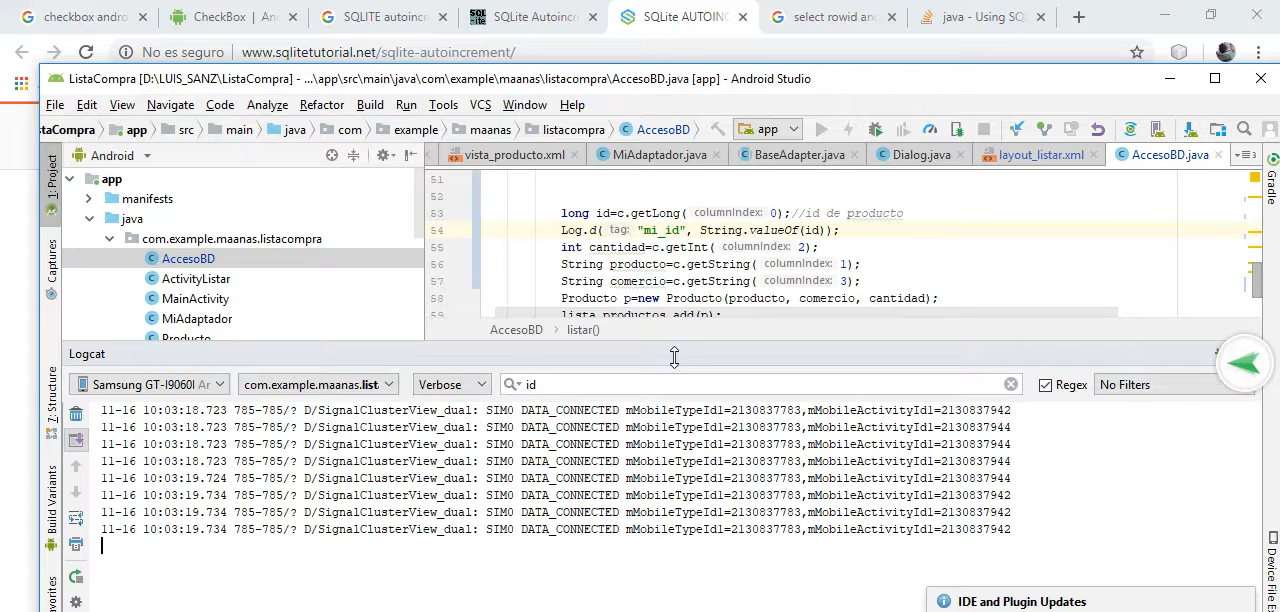 checkbox andro
CheckBox | An
SQLITE autoincr
SQLite Autoincr
SQLite AUTOIN
select rowid an
java - Using SQ
No es seguro
www.sqlitetutorial.net/sqlite-autoincrement/
ListaCompra [D:\LUIS_SANZ\ListaCompra] - ...\app\src\main\java\com\example\maanas\listacompra\AccesoBD.java [app] - Android Studio
File Edit View Navigate Code Analyze Refactor Build Run Tools VCS Window Help
staCompra app src main java com example maanas listacompra AccesoBD app
Android
vista_producto.xml MiAdaptador.java BaseAdapter.java Dialog.java layout_listar.xml AccesoBD.java
1: Project
Captures
7: Structure
Build Variants
avorites
Gradle
Device File Ex
app
manifests
java
com.example.maanas.listacompra
AccesoBD
ActivityListar
MainActivity
MiAdaptador
Producto
51
52
53 long id=c.getLong( columnIndex: 0);//id de producto
54 Log.d( tag: "mi_id", String.valueOf(id));
55 int cantidad=c.getInt( columnIndex: 2);
56 String producto=c.getString( columnIndex: 1);
57 String comercio=c.getString( columnIndex: 3);
58 Producto p=new Producto(producto, comercio, cantidad);
59 lista_productos.add(p);
AccesoBD listar()
Logcat
Samsung GT-I9060I An com.example.maanas.list Verbose id Regex No Filters
11-16 10:03:18.723 785-785/? D/SignalClusterView_dual: SIM0 DATA_CONNECTED mMobileTypeId1=2130837783,mMobileActivityId1=2130837942
11-16 10:03:18.723 785-785/? D/SignalClusterView_dual: SIM0 DATA_CONNECTED mMobileTypeId1=2130837783,mMobileActivityId1=2130837944
11-16 10:03:18.723 785-785/? D/SignalClusterView_dual: SIM0 DATA_CONNECTED mMobileTypeId1=2130837783,mMobileActivityId1=2130837944
11-16 10:03:18.723 785-785/? D/SignalClusterView_dual: SIM0 DATA_CONNECTED mMobileTypeId1=2130837783,mMobileActivityId1=2130837944
11-16 10:03:19.724 785-785/? D/SignalClusterView_dual: SIM0 DATA_CONNECTED mMobileTypeId1=2130837783,mMobileActivityId1=2130837944
11-16 10:03:19.734 785-785/? D/SignalClusterView_dual: SIM0 DATA_CONNECTED mMobileTypeId1=2130837783,mMobileActivityId1=2130837942
11-16 10:03:19.734 785-785/? D/SignalClusterView_dual: SIM0 DATA_CONNECTED mMobileTypeId1=2130837783,mMobileActivityId1=2130837942
11-16 10:03:19.734 785-785/? D/SignalClusterView_dual: SIM0 DATA_CONNECTED mMobileTypeId1=2130837783,mMobileActivityId1=2130837942
IDE and Plugin Updates